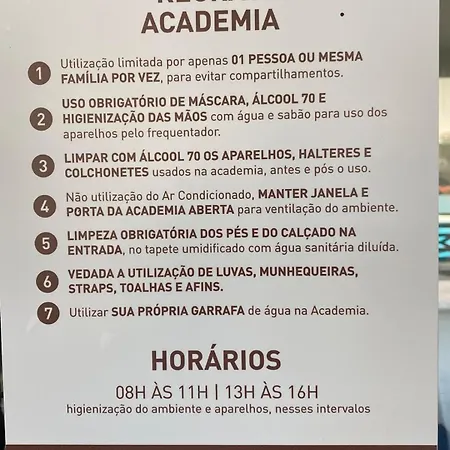 ACADEMIA
1 Utilização limitada por apenas 01 PESSOA OU MESMA
FAMÍLIA POR VEZ, para evitar compartilhamentos.
2 USO OBRIGATÓRIO DE MÁSCARA, ÁLCOOL 70 E
HIGIENIZAÇÃO DAS MÃOS com água e sabão para uso dos
aparelhos pelo frequentador.
3 LIMPAR COM ÁLCOOL 70 OS APARELHOS, HALTERES E
COLCHONETES usados na academia, antes e pós o uso.
4 Não utilização do Ar Condicionado, MANTER JANELA E
PORTA DA ACADEMIA ABERTA para ventilação do ambiente.
5 LIMPEZA OBRIGATÓRIA DOS PÉS E DO CALÇADO NA
ENTRADA, no tapete umidificado com água sanitária diluída.
6 VEDADA A UTILIZAÇÃO DE LUVAS, MUNHEQUEIRAS,
STRAPS, TOALHAS E AFINS.
7 Utilizar SUA PRÓPRIA GARRAFA de água na Academia.
HORÁRIOS
08H ÀS 11H | 13H ÀS 16H
higienização do ambiente e aparelhos, nesses intervalos